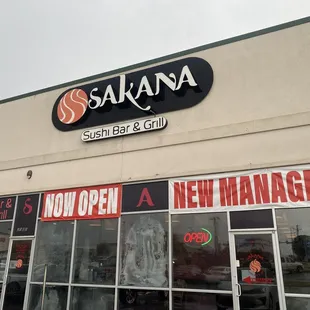 SAKANA
Sushi Bar & Grill
NOW OPEN
A
NEW MANAG
S
open